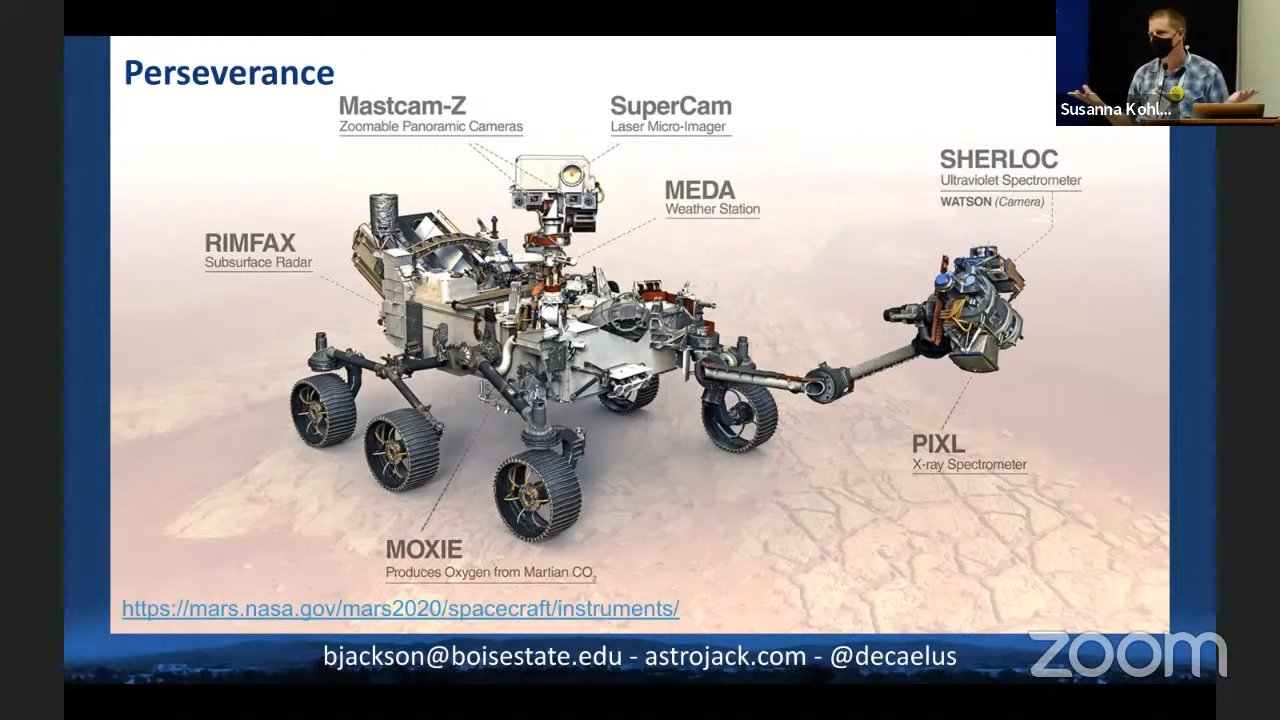 Perseverance
Mastcam-Z
Zoomable Panoramic Cameras
SuperCam
Laser Micro-Imager
Susanna Kohl...
SHERLOC
Ultraviolet Spectrometer
WATSON (Camera)
MEDA
Weather Station
RIMFAX
Subsurface Radar
PIXL
X-ray Spectrometer
MOXIE
Produces Oxygen from Martian CO₂
https://mars.nasa.gov/mars2020/spacecraft/instruments/
bjackson@boisestate.edu - astrojack.com - @decaelus
zoom